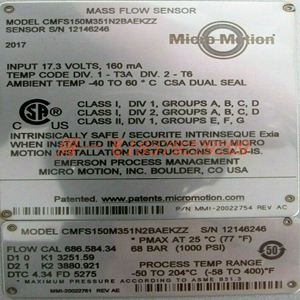 MASS FLOW SENSOR
MODEL CMFS150M351N2BAEKZZ
SENSOR S/N 12146246
2017
Micro Motion
INPUT 17.3 VOLTS, 160 mA
TEMP CODE DIV. 1 - T3A DIV. 2 - T6
AMBIENT TEMP -40 TO 60 °C CSA DUAL SEAL
CLASS I, DIV 1, GROUPS A, B, C, D
CLASS I, DIV 2, GROUPS A, B, C, D
CLASS II, DIV 1, GROUPS E, F, G
INTRINSICALLY SAFE / SECURITE INTRINSEQUE Exia
WHEN INSTALLED IN ACCORDANCE WITH MICRO
MOTION INSTALLATION INSTRUCTIONS
EMERSON PROCESS MANAGEMENT
MICRO MOTION, INC. BOULDER, CO USA
Patented. www.patents.micromotion.com
P/N MMI-20022754 REV AC
MODEL CMFS150M351N2BAEKZZ S/N 12146246
FLOW CAL 686.584.34
D1 0 K1 3251.59
D2 1 K2 3880.921
DTC 4.34 FD 5275
* PMAX AT 25 °C (77 °F)
68 BAR (1000 PSI)
50
PROCESS TEMP RANGE
-50 TO 204°C (-58 TO 400)°F
* MAXIMUM PRESSURE RATING ACCORDING TO ASME B31.3
MMI-20022761 REV AE